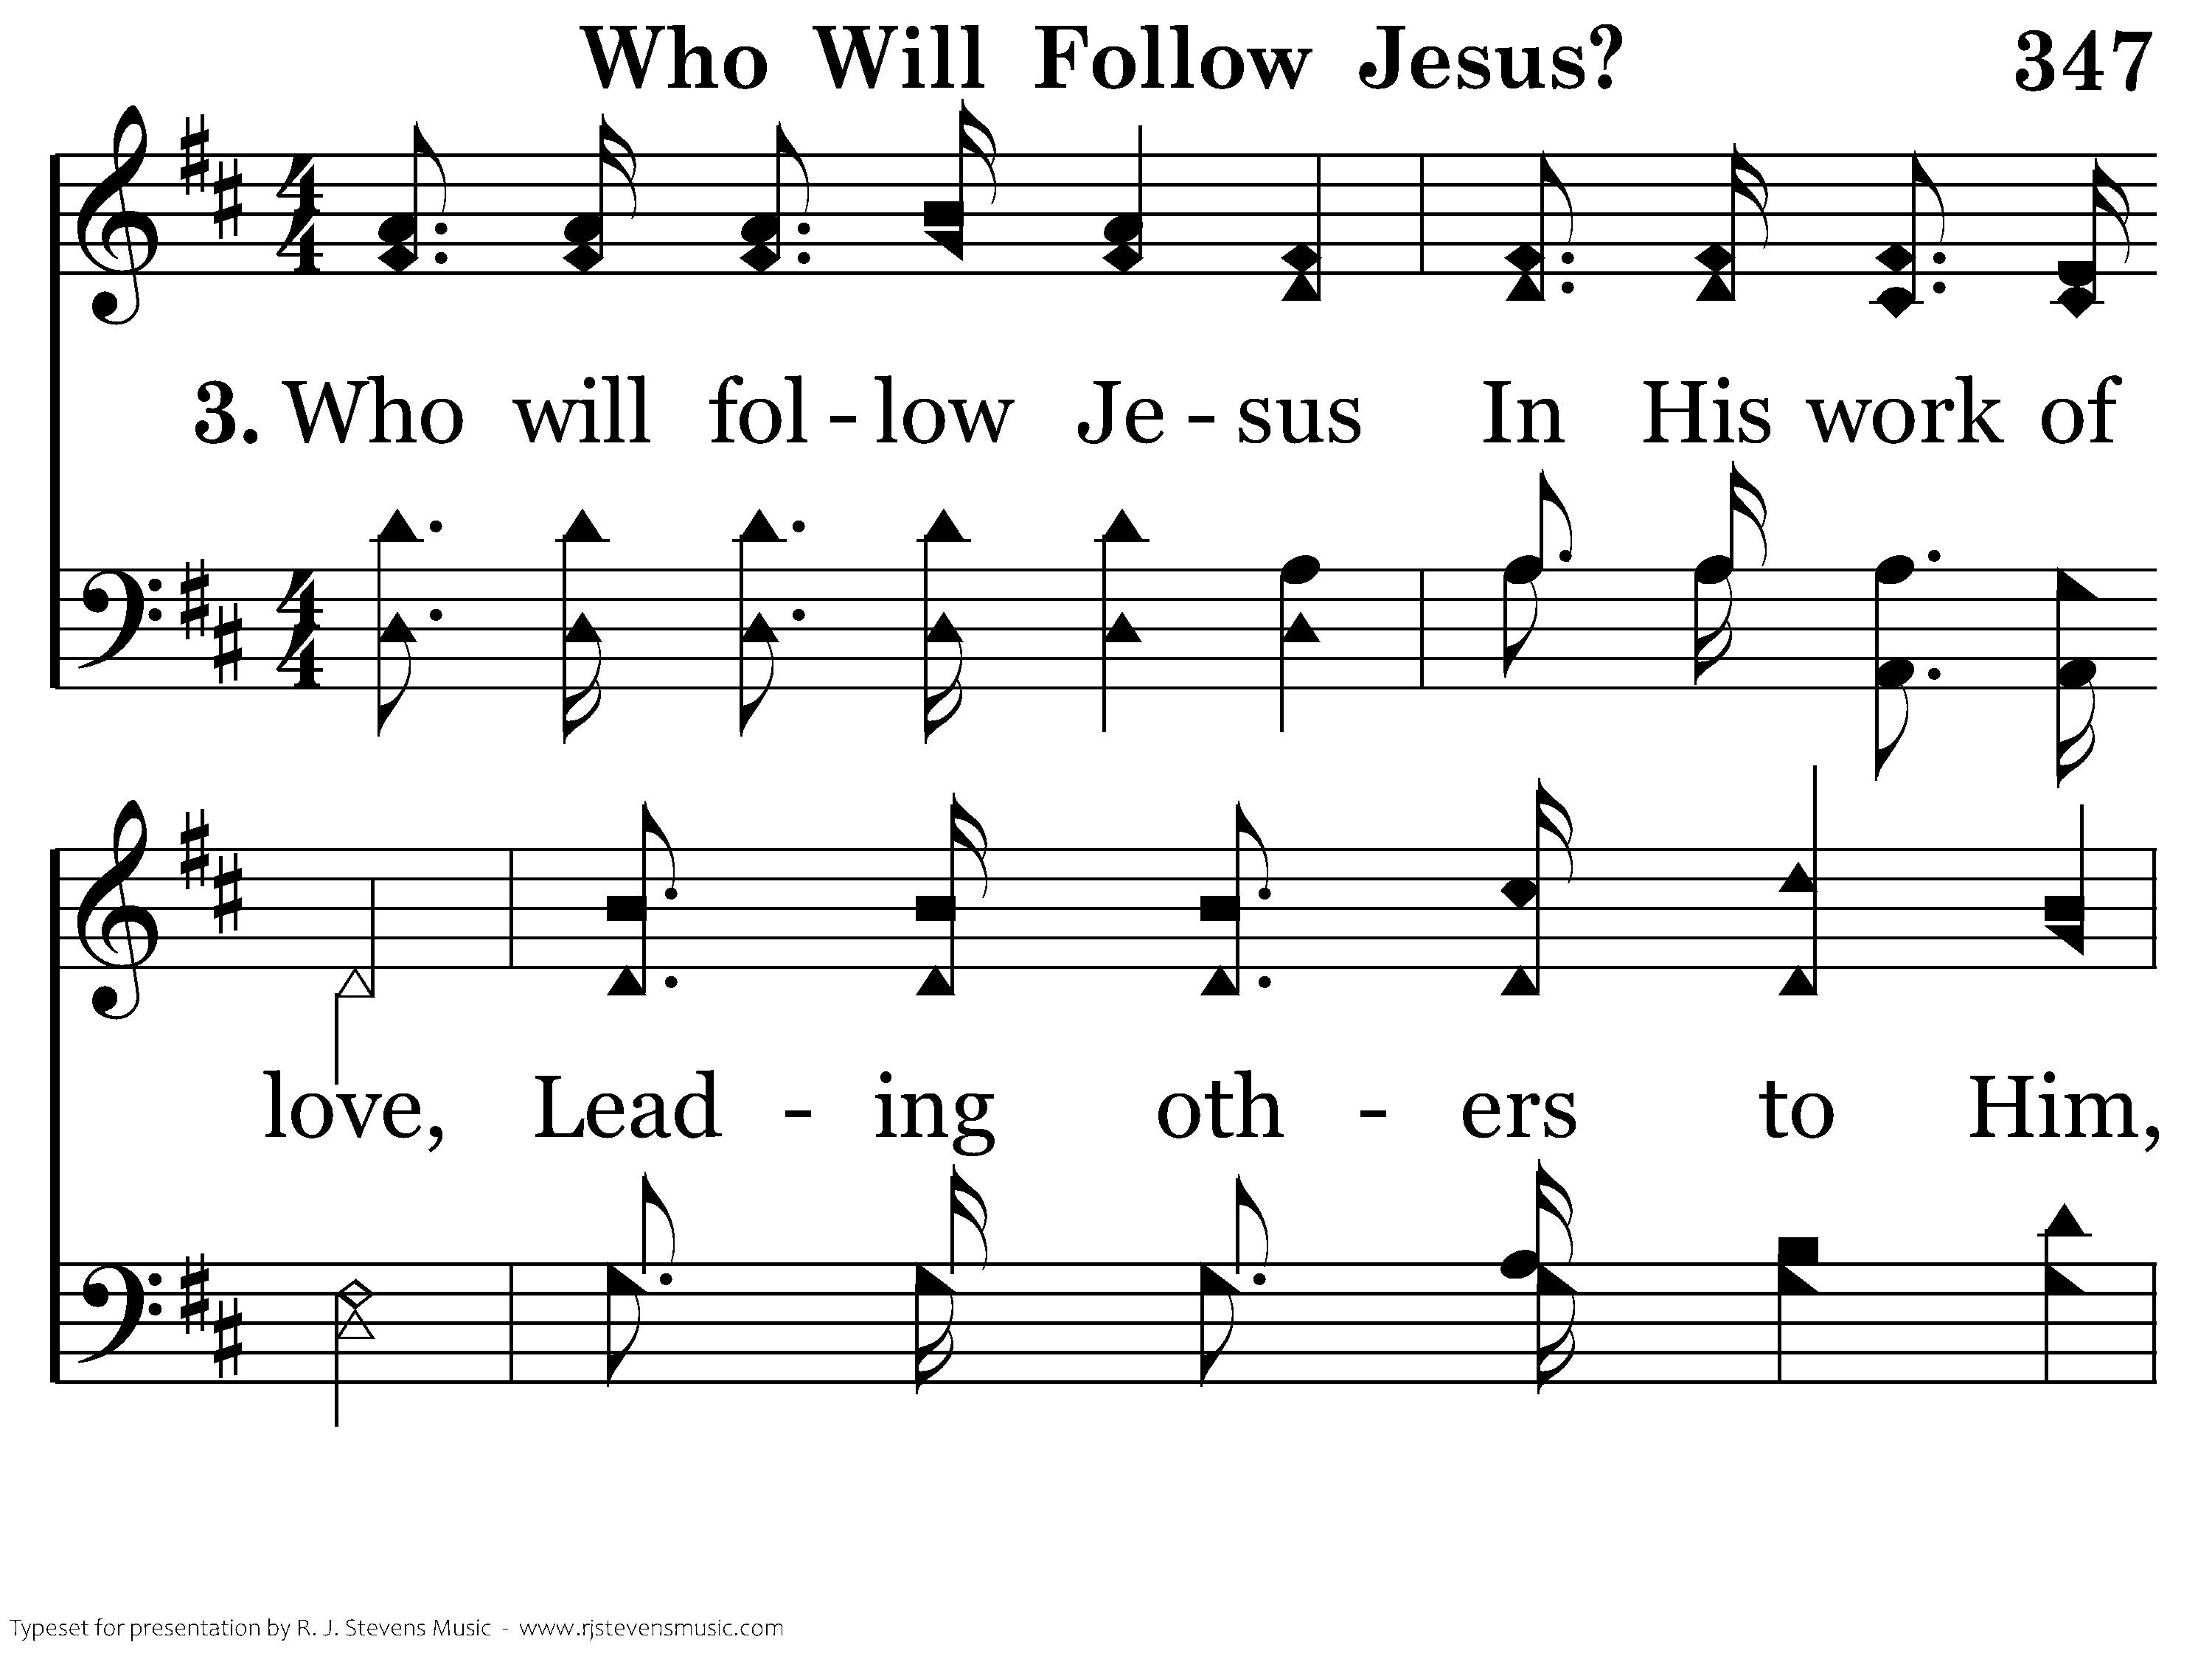 Who Will Follow Jesus? 347
3. Who will fol - low Je - sus In His work of
love, Lead - ing oth - ers to Him,
Typeset for presentation by R. J. Stevens Music - www.rjstevensmusic.com